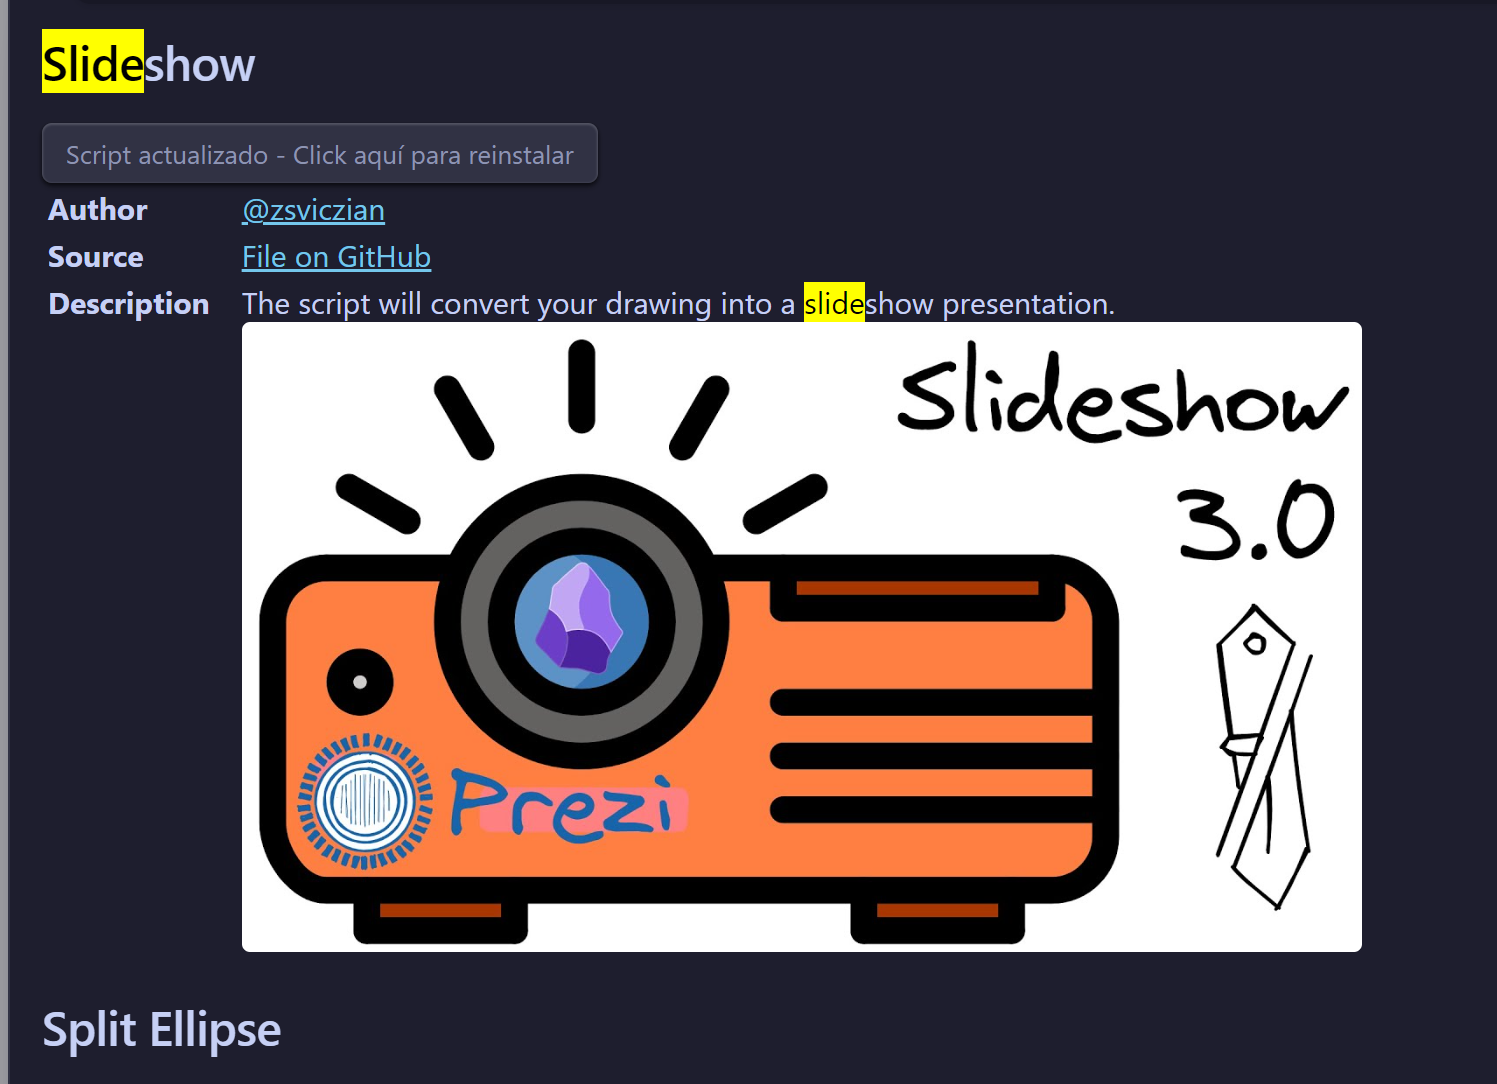 Slideshow
Script actualizado - Click aquí para reinstalar
Author @zsviczian
Source File on GitHub
Description The script will convert your drawing into a slideshow presentation.
Slideshow
3.0
Prezi
Split Ellipse